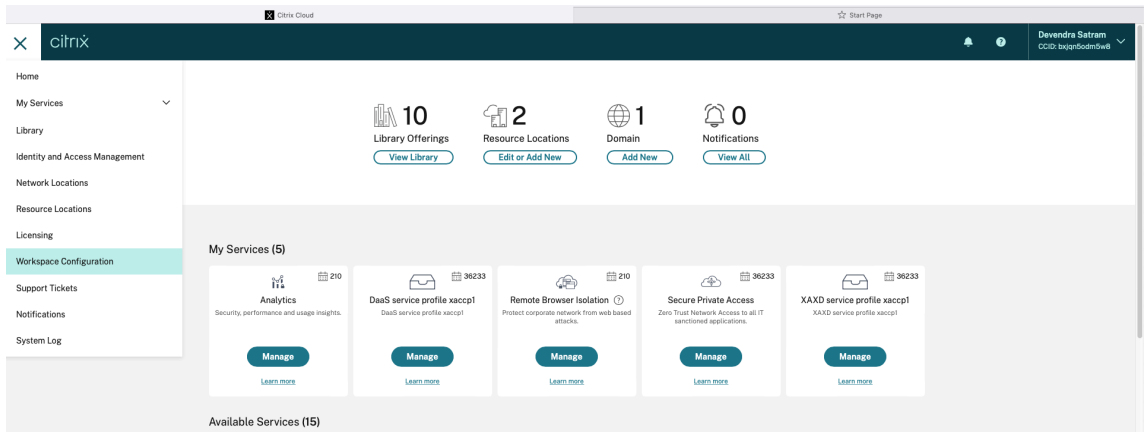 Citrix Cloud
Start Page
citrix
Devendra Satram
CCID: bxjqn5odm5w8
Home
My Services
Library
Identity and Access Management
Network Locations
Resource Locations
Licensing
Workspace Configuration
Support Tickets
Notifications
System Log
10
Library Offerings
View Library
2
Resource Locations
Edit or Add New
1
Domain
Add New
0
Notifications
View All
My Services (5)
210
Analytics
Security, performance and usage insights.
Manage
Learn more
36233
DaaS service profile xaccp1
DaaS service profile xaccp1
Manage
Learn more
210
Remote Browser Isolation ?
Protect corporate network from web based
attacks.
Manage
Learn more
36233
Secure Private Access
Zero Trust Network Access to all IT
sanctioned applications.
Manage
Learn more
36233
XAXD service profile xaccp1
XAXD service profile xaccp1
Manage
Learn more
Available Services (15)